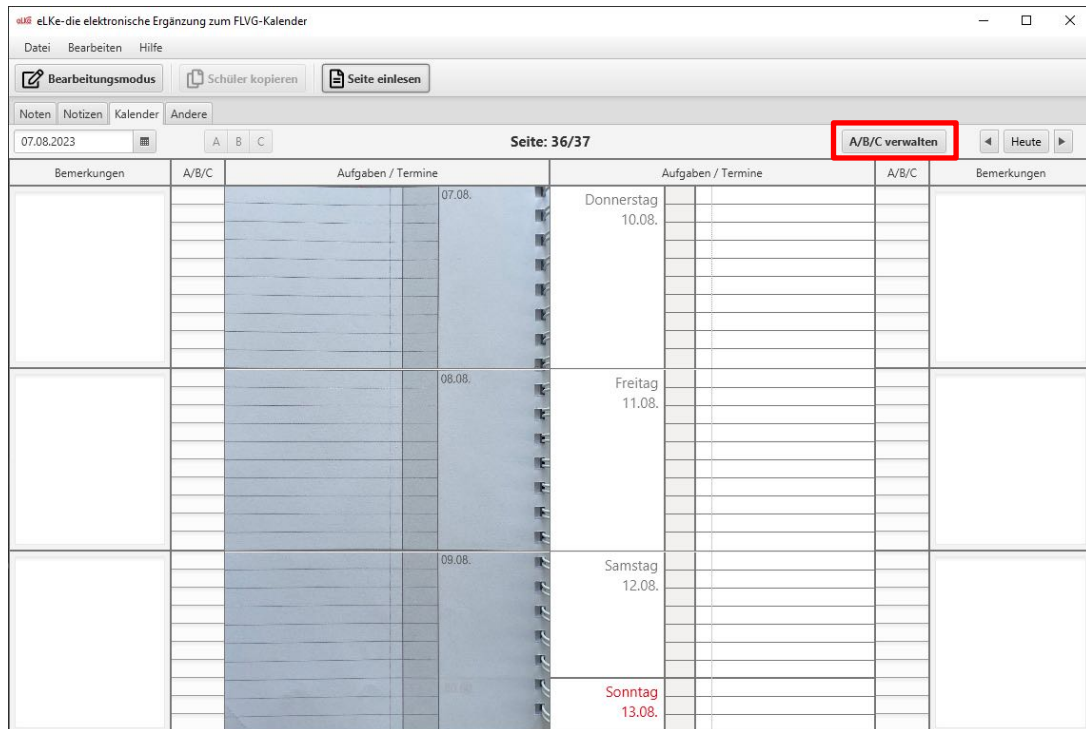 eLKe eLKe-die elektronische Ergänzung zum FLVG-Kalender
Datei Bearbeiten Hilfe
Bearbeitungsmodus Schüler kopieren Seite einlesen
Noten Notizen Kalender Andere
07.08.2023 A B C Seite: 36/37 A/B/C verwalten Heute
Bemerkungen A/B/C Aufgaben / Termine Aufgaben / Termine A/B/C Bemerkungen
07.08. Donnerstag
10.08.
08.08. Freitag
11.08.
09.08. Samstag
12.08.
Sonntag
13.08.